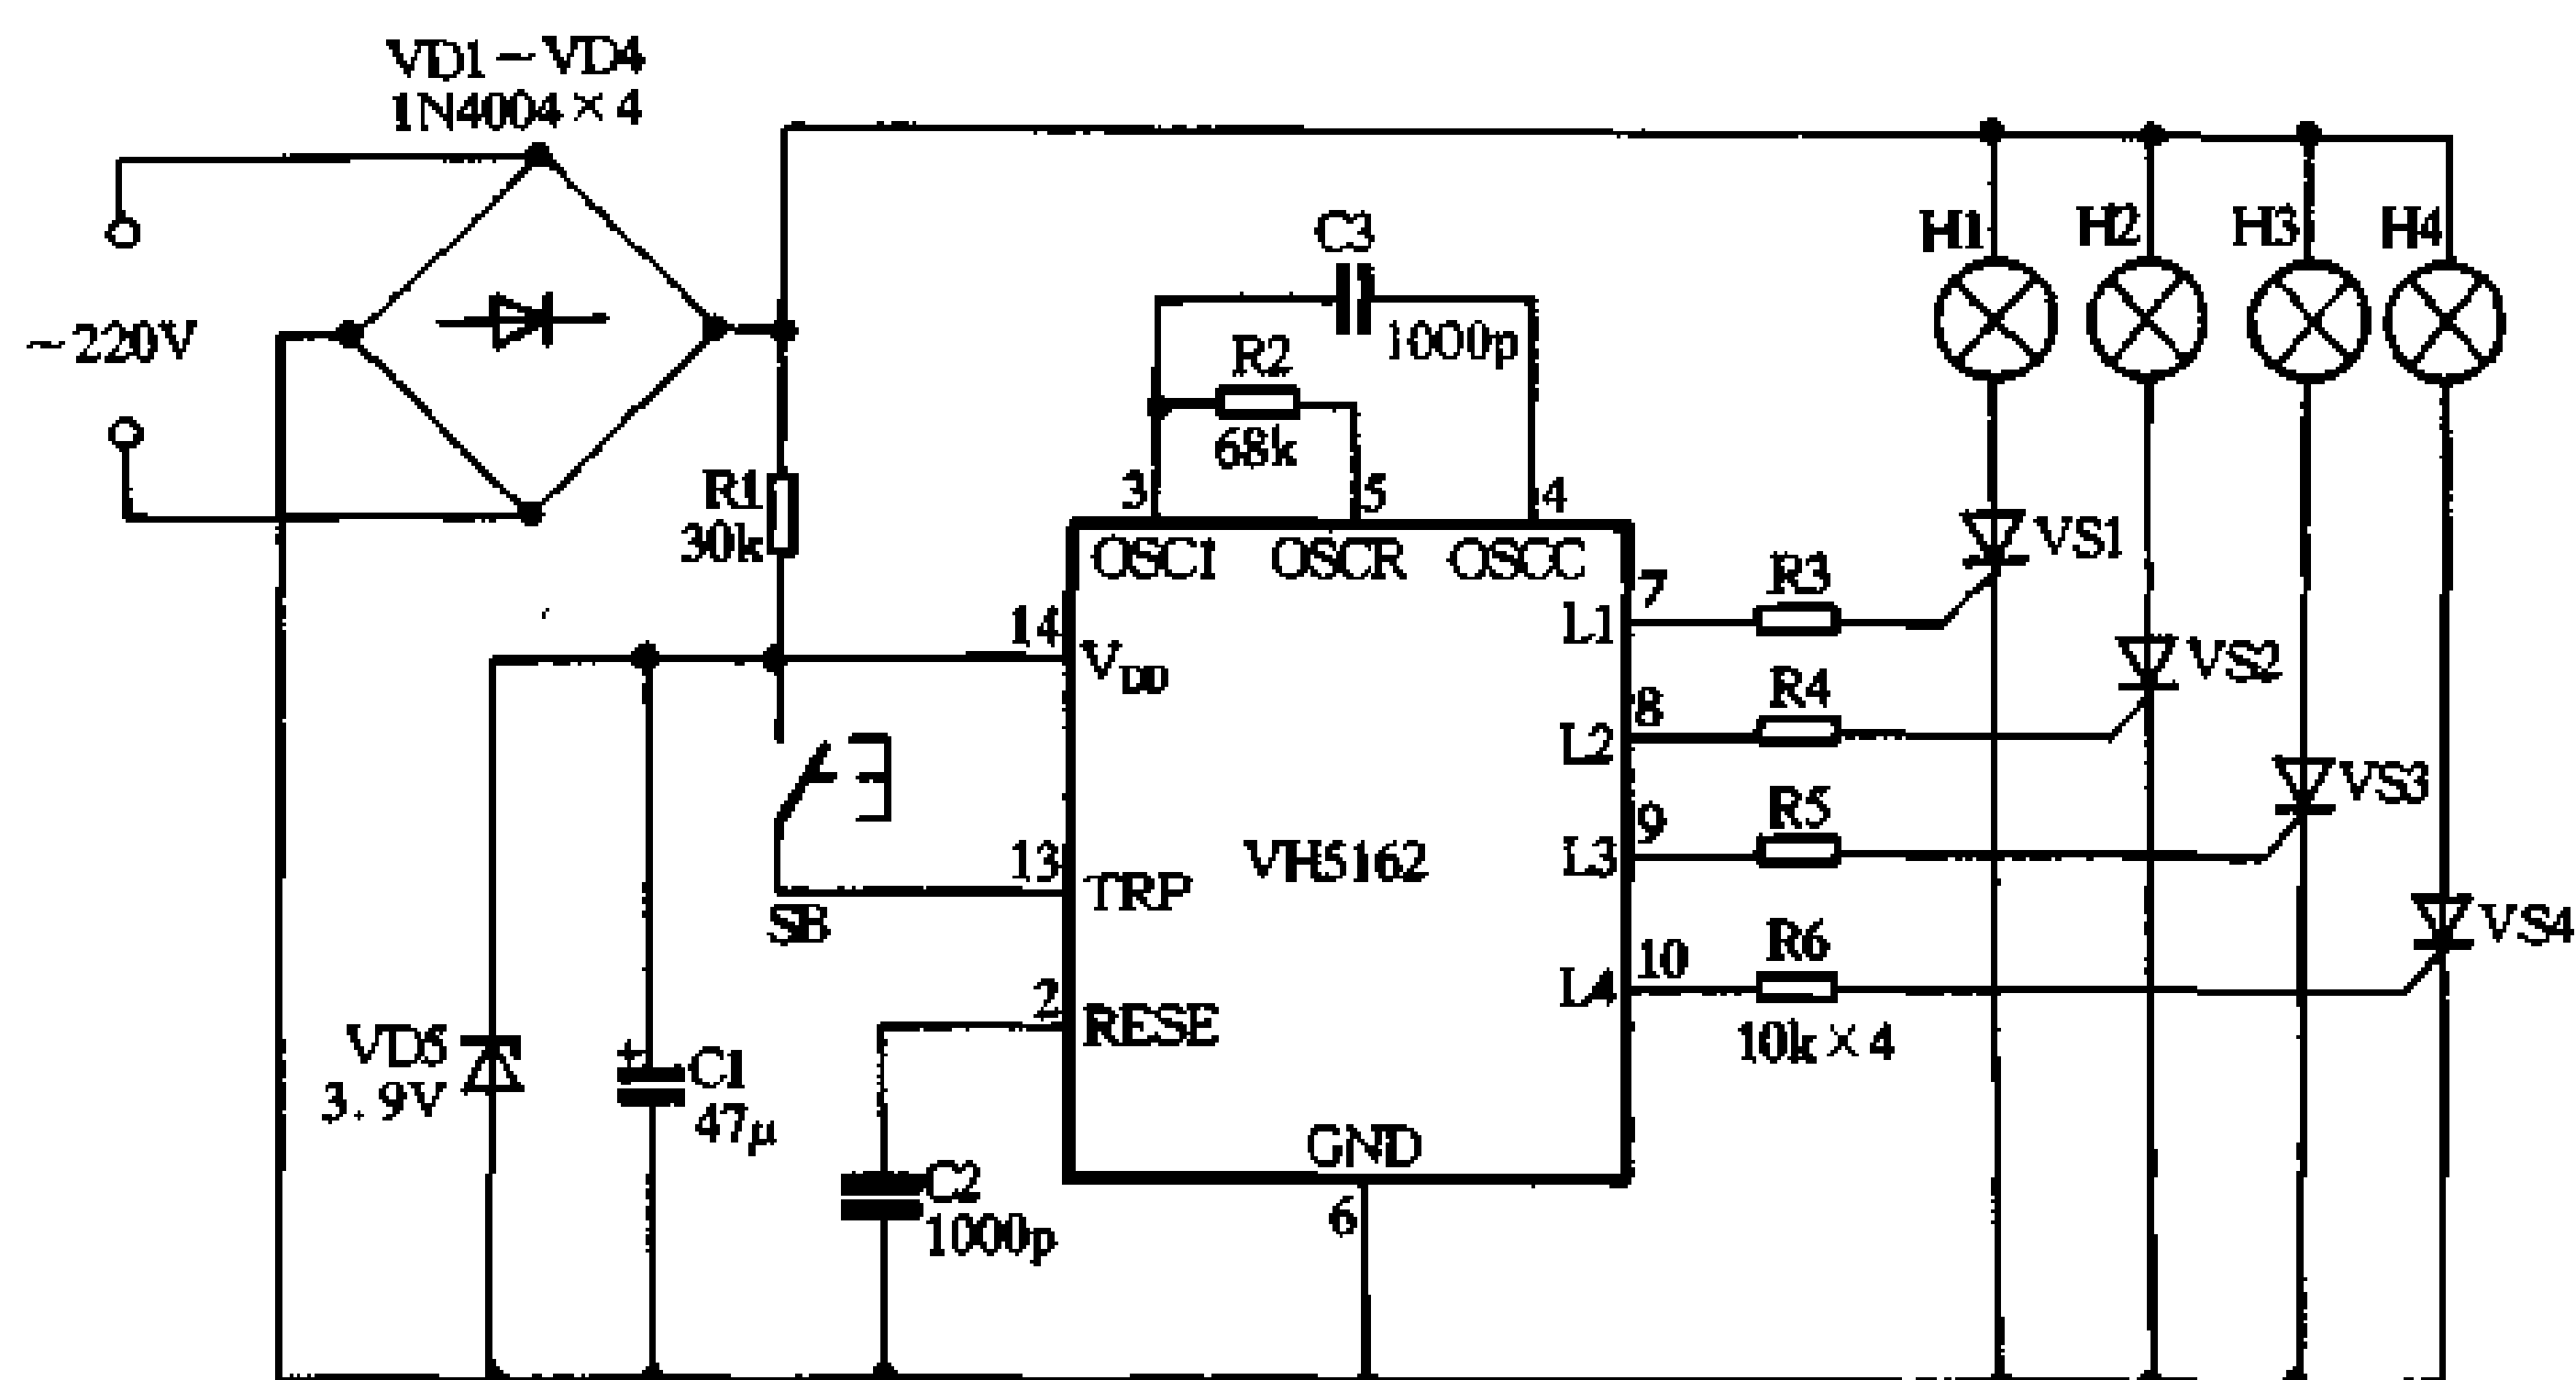 VD1~VD4
1N4004×4
~220V
C3
1000p
R2
68k
H1
H2
H3
H4
R1
30k
3
5
4
OSC1
OSCR
OSCC
14
VDD
7
L1
R3
VS1
8
L2
R4
VS2
SB
13
TRP
VH5162
9
L3
R5
VS3
10
L4
R6
10k×4
VS4
2
RESE
VD5
3.9V
+
C1
47μ
C2
1000p
GND
6